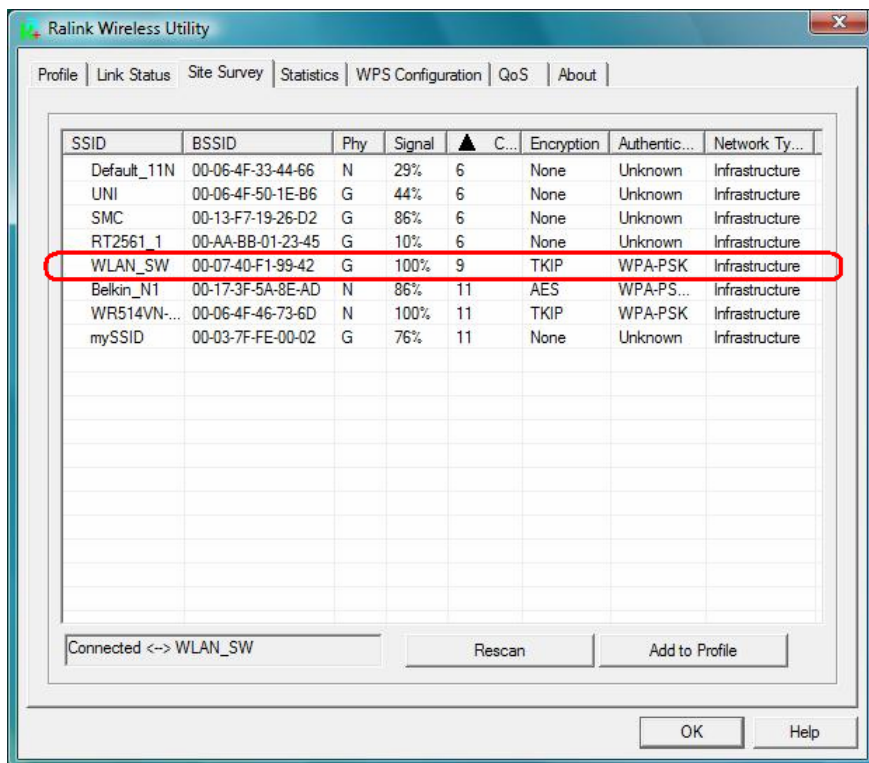 Ralink Wireless Utility
Profile Link Status Site Survey Statistics WPS Configuration QoS About
SSID BSSID Phy Signal ▲ C... Encryption Authentic... Network Ty...
Default_11N 00-06-4F-33-44-66 N 29% 6 None Unknown Infrastructure
UNI 00-06-4F-50-1E-B6 G 44% 6 None Unknown Infrastructure
SMC 00-13-F7-19-26-D2 G 86% 6 None Unknown Infrastructure
RT2561_1 00-AA-BB-01-23-45 G 10% 6 None Unknown Infrastructure
WLAN_SW 00-07-40-F1-99-42 G 100% 9 TKIP WPA-PSK Infrastructure
Belkin_N1 00-17-3F-5A-8E-AD N 86% 11 AES WPA-PS... Infrastructure
WR514VN-... 00-06-4F-46-73-6D N 100% 11 TKIP WPA-PSK Infrastructure
mySSID 00-03-7F-FE-00-02 G 76% 11 None Unknown Infrastructure
Connected <--> WLAN_SW Rescan Add to Profile
OK Help